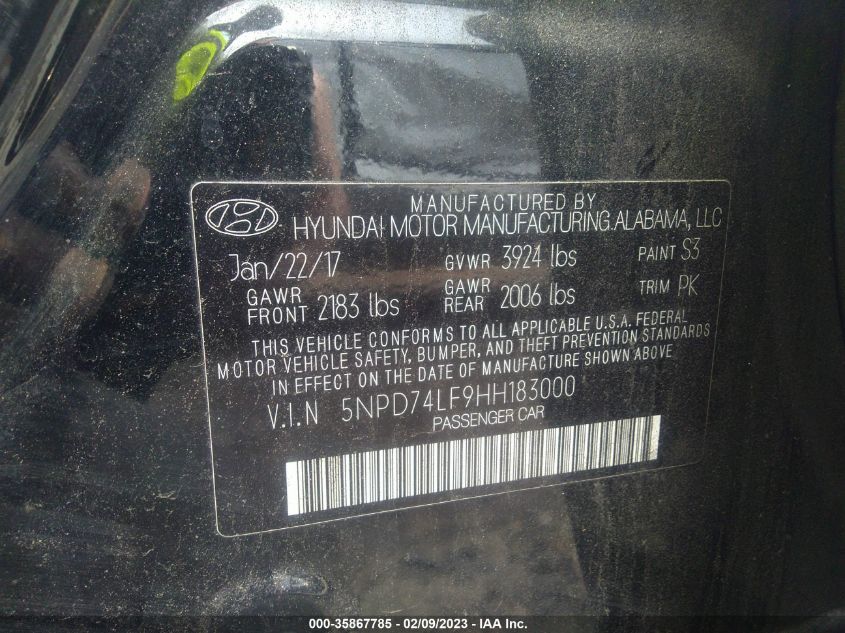 MANUFACTURED BY
HYUNDAI MOTOR MANUFACTURING.ALABAMA, LLC
Jan/22/17 GVWR 3924 lbs PAINT S3
GAWR FRONT 2183 lbs GAWR REAR 2006 lbs TRIM PK
THIS VEHICLE CONFORMS TO ALL APPLICABLE U.S.A. FEDERAL
MOTOR VEHICLE SAFETY, BUMPER, AND THEFT PREVENTION STANDARDS
IN EFFECT ON THE DATE OF MANUFACTURE SHOWN ABOVE
V.I.N 5NPD74LF9HH183000
PASSENGER CAR
000-35867785 - 02/09/2023 - © IAA Inc.